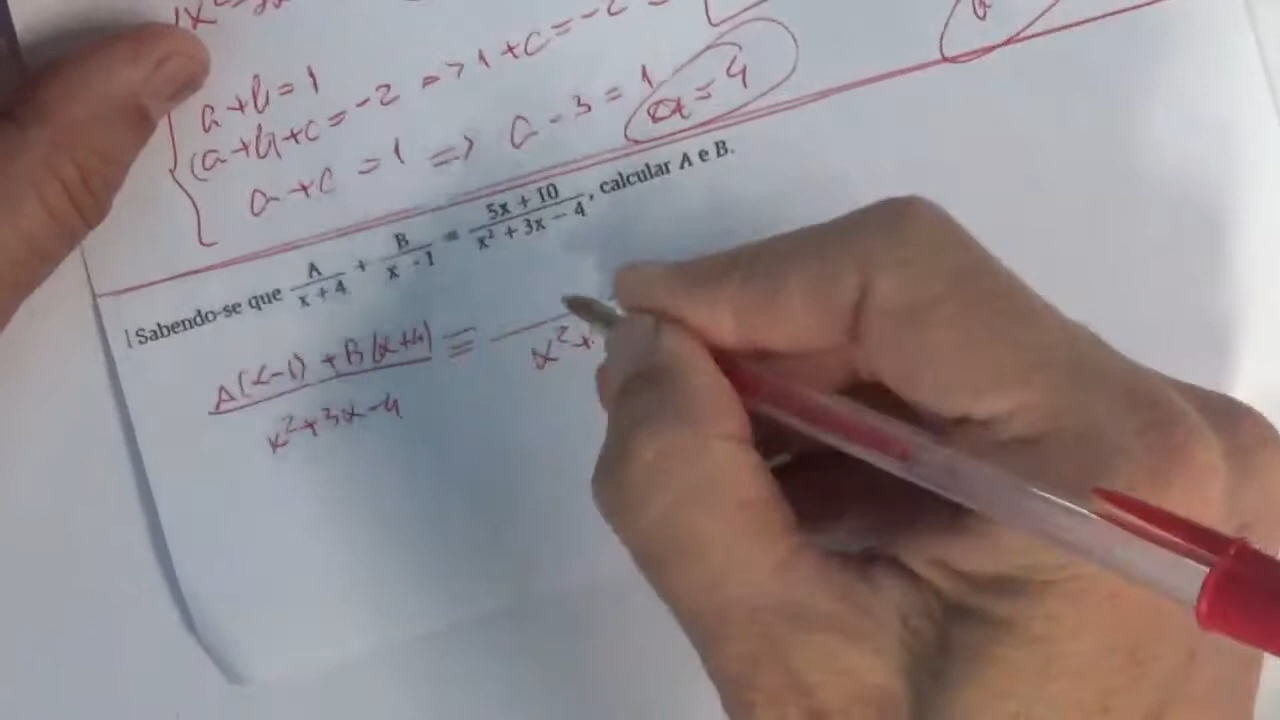 a+b=1
(a+b)+c=-2 => 1+c=-2
a+c=1 => a-3=1 a=4
Sabendo-se que A/(x + 4) + B/(x - 1) = (5x + 10)/(x² + 3x - 4), calcular A e B.
A(x-1)+B(x+4) ≡
x²+3x-4 x²+